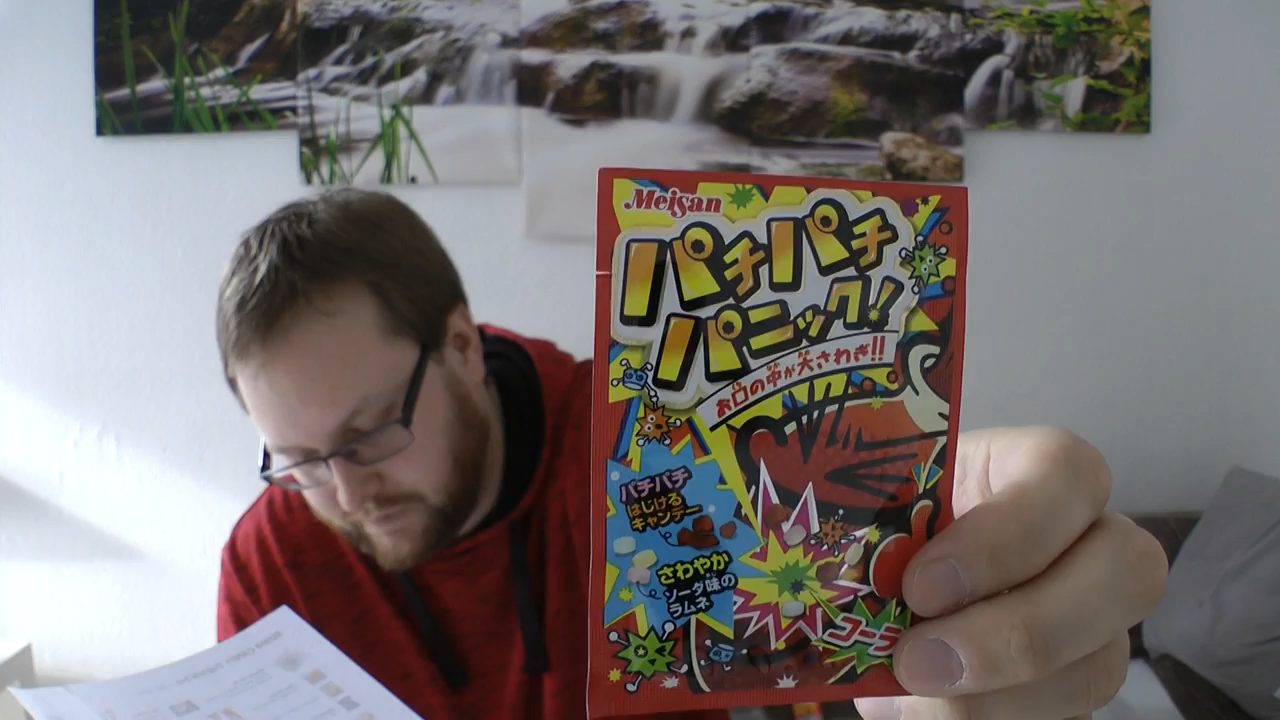 Meisan
パチパチ
パニック!
お口の中が大さわぎ!!
パチパチ
はじける
キャンデー
さわやか
ソーダ味の
ラムネ
コーラ